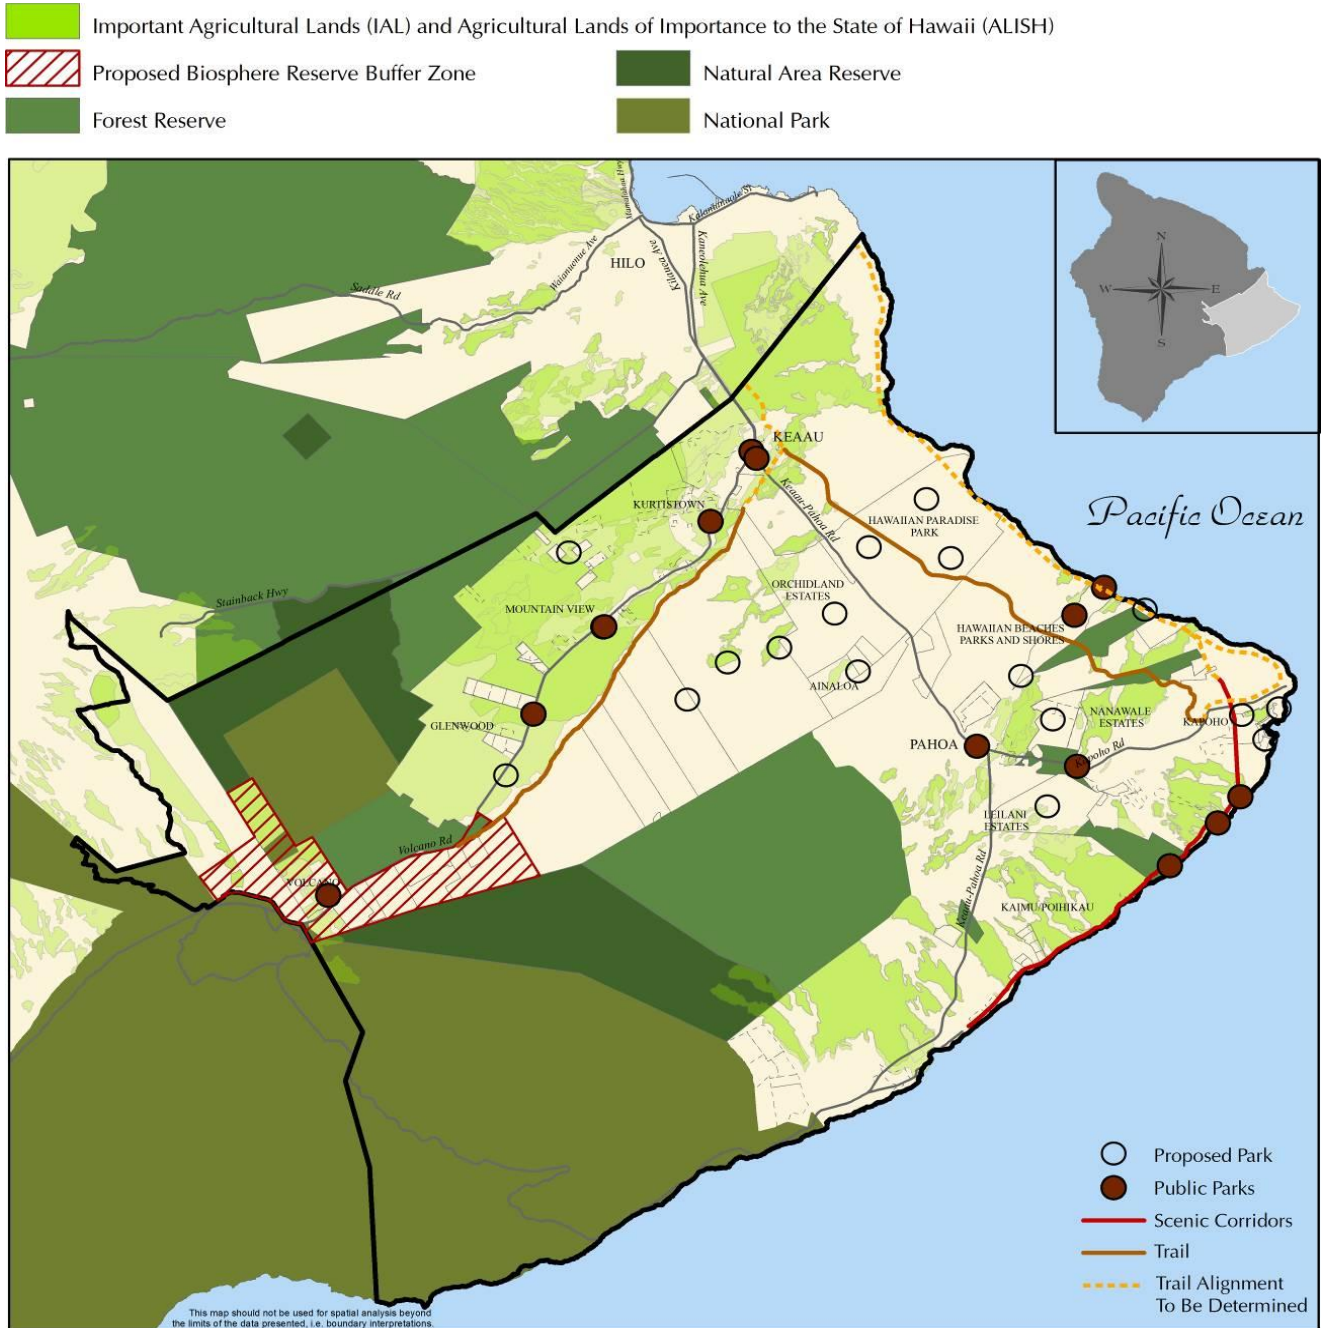 Important Agricultural Lands (IAL) and Agricultural Lands of Importance to the State of Hawaii (ALISH)
Proposed Biosphere Reserve Buffer Zone
Natural Area Reserve
Forest Reserve
National Park
Kalanianaole St
HILO
Waianuenue Ave
Kilauea Ave
Kanoelehua Ave
Saddle Rd
N
W
E
S
KEAAU
Pacific Ocean
KURTISTOWN
Keaau-Pahoa Rd
HAWAIIAN PARADISE
PARK
Stainback Hwy
MOUNTAIN VIEW
ORCHIDLAND
ESTATES
HAWAIIAN BEACHES
PARKS AND SHORES
AINALOA
GLENWOOD
NANAWALE
ESTATES
KAPOHO
PAHOA
Kapoho Rd
LEILANI
ESTATES
Volcano Rd
VOLCANO
Keaau-Pahoa Rd
KAIMU/POIHIKAU
Proposed Park
Public Parks
Scenic Corridors
Trail
Trail Alignment
To Be Determined
This map should not be used for spatial analysis beyond
the limits of the data presented, i.e. boundary interpretations.